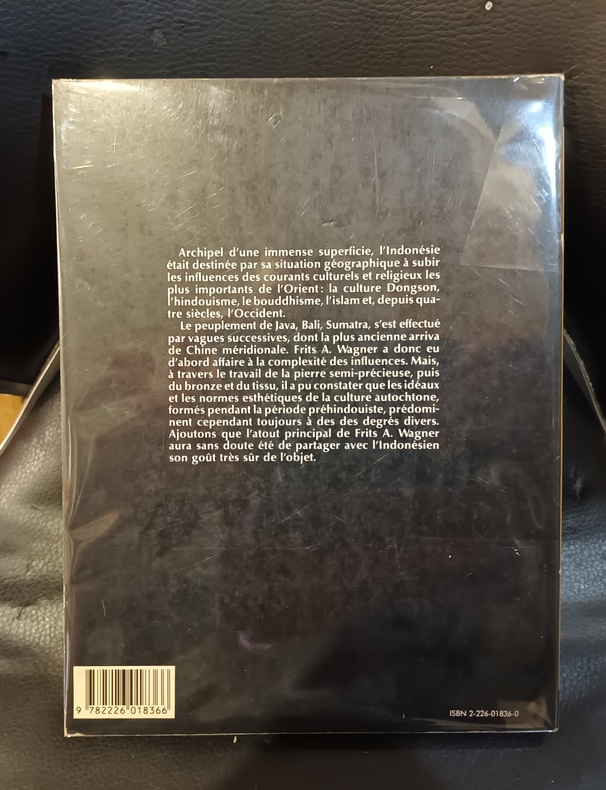 Archipel d'une immense superficie, l'Indonésie
était destinée par sa situation géographique à subir
les influences des courants culturels et religieux les
plus importants de l'Orient : la culture Dongson,
l'hindouisme, le bouddhisme, l'islam et, depuis qua-
tre siècles, l'Occident.
Le peuplement de Java, Bali, Sumatra, s'est effectué
par vagues successives, dont la plus ancienne arriva
de Chine méridionale. Frits A. Wagner a donc eu
d'abord affaire à la complexité des influences. Mais,
à travers le travail de la pierre semi-précieuse, puis
du bronze et du tissu, il a pu constater que les idéaux
et les normes esthétiques de la culture autochtone,
formés pendant la période préhindouiste, prédomi-
nent cependant toujours à des des degrés divers.
Ajoutons que l'atout principal de Frits A. Wagner
aura sans doute été de partager avec l'Indonésien
son goût très sûr de l'objet.
9 782226 018366
ISBN 2-226-01836-0